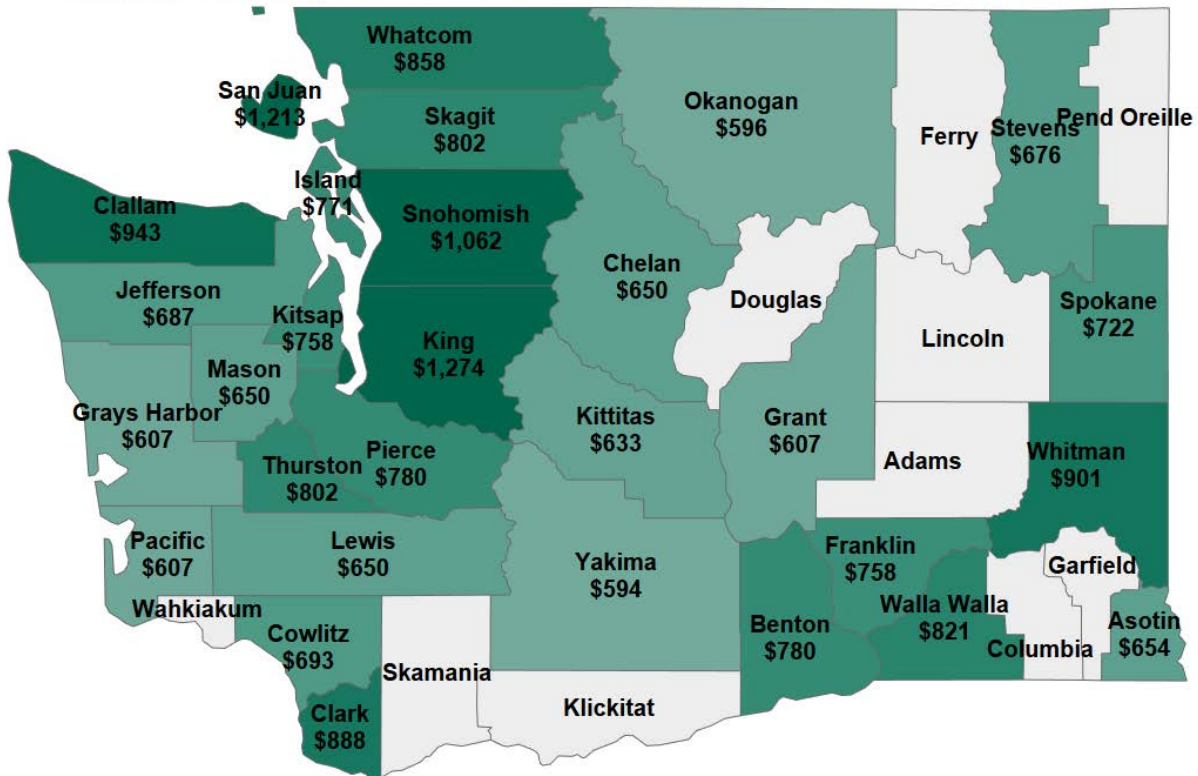 Whatcom
$858
San Juan
$1,213
Skagit
$802
Okanogan
$596
Ferry
Stevens
$676
Pend Oreille
Island
$771
Clallam
$943
Snohomish
$1,062
Chelan
$650
Douglas
Jefferson
$687
Kitsap
$758
King
$1,274
Lincoln
Spokane
$722
Mason
$650
Grays Harbor
$607
Kittitas
$633
Grant
$607
Adams
Whitman
$901
Thurston
$802
Pierce
$780
Pacific
$607
Lewis
$650
Yakima
$594
Franklin
$758
Garfield
Wahkiakum
Cowlitz
$693
Skamania
Benton
$780
Walla Walla
$821
Columbia
Asotin
$654
Clark
$888
Klickitat